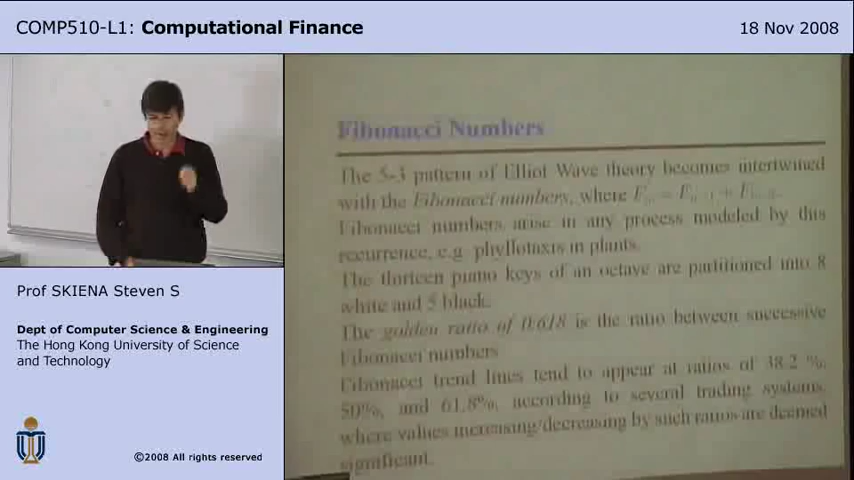 COMP510-L1: Computational Finance
18 Nov 2008
Fibonacci Numbers
The 5-3 pattern of Elliot Wave theory becomes intertwined
with the Fibonacci numbers, where
Fibonacci numbers arise in any process modeled by this
recurrence, e.g. phyllotaxis in plants.
The thirteen piano keys of an octave are partitioned into 8
white and 5 black.
The golden ratio of 0.618 is the ratio between successive
Fibonacci numbers
Fibonacci trend lines tend to appear at ratios of 38.2 %,
50%, and 61.8%, according to several trading systems,
where values increasing/decreasing by such ratios are deemed
significant.
Prof SKIENA Steven S
Dept of Computer Science & Engineering
The Hong Kong University of Science
and Technology
©2008 All rights reserved